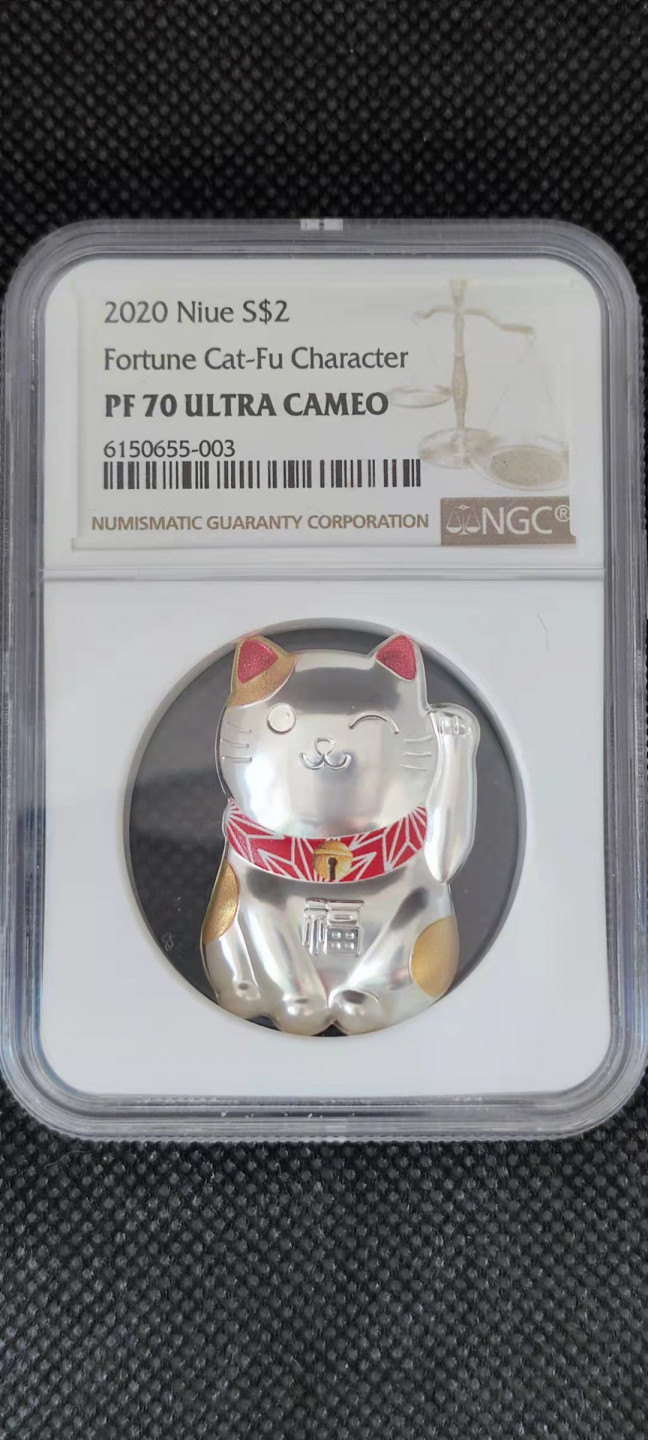 2020 Niue S$2
Fortune Cat-Fu Character
PF 70 ULTRA CAMEO
6150655-003
NUMISMATIC GUARANTY CORPORATION
NGC®
福